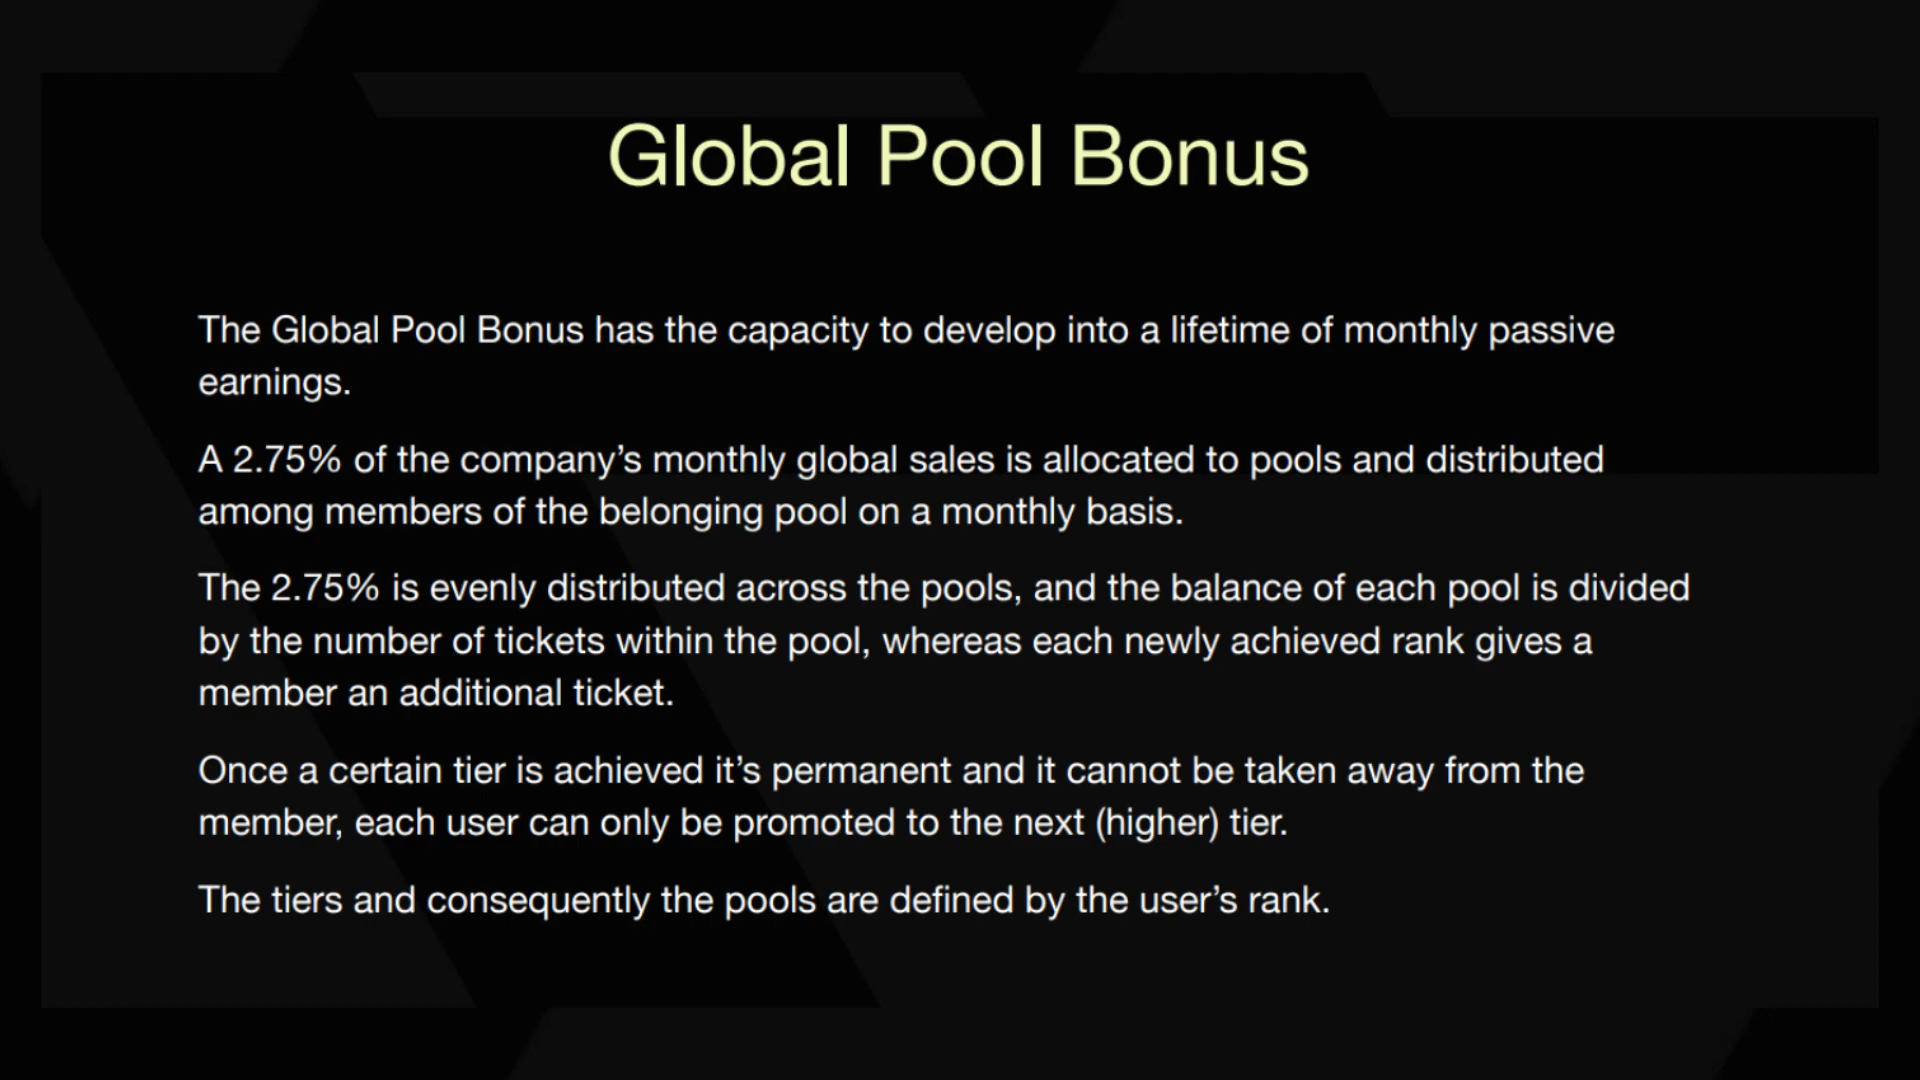 Global Pool Bonus
The Global Pool Bonus has the capacity to develop into a lifetime of monthly passive
earnings.
A 2.75% of the company’s monthly global sales is allocated to pools and distributed
among members of the belonging pool on a monthly basis.
The 2.75% is evenly distributed across the pools, and the balance of each pool is divided
by the number of tickets within the pool, whereas each newly achieved rank gives a
member an additional ticket.
Once a certain tier is achieved it’s permanent and it cannot be taken away from the
member, each user can only be promoted to the next (higher) tier.
The tiers and consequently the pools are defined by the user’s rank.